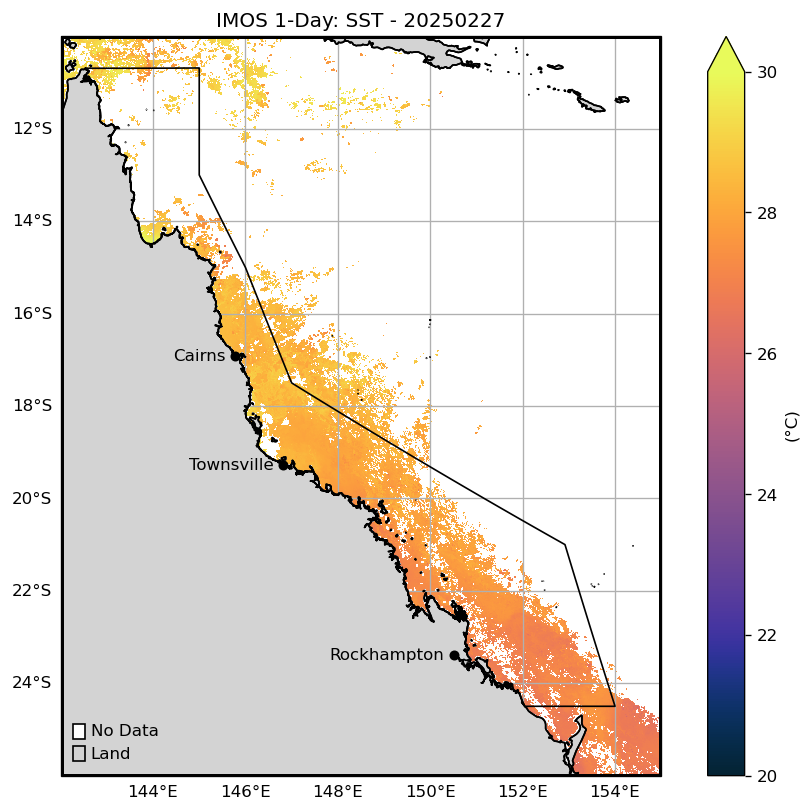 IMOS 1-Day: SST - 20250227
12°S
14°S
16°S
18°S
20°S
22°S
24°S
Cairns
Townsville
Rockhampton
No Data
Land
144°E 146°E 148°E 150°E 152°E 154°E
30
28
26
24
22
20
(°C)